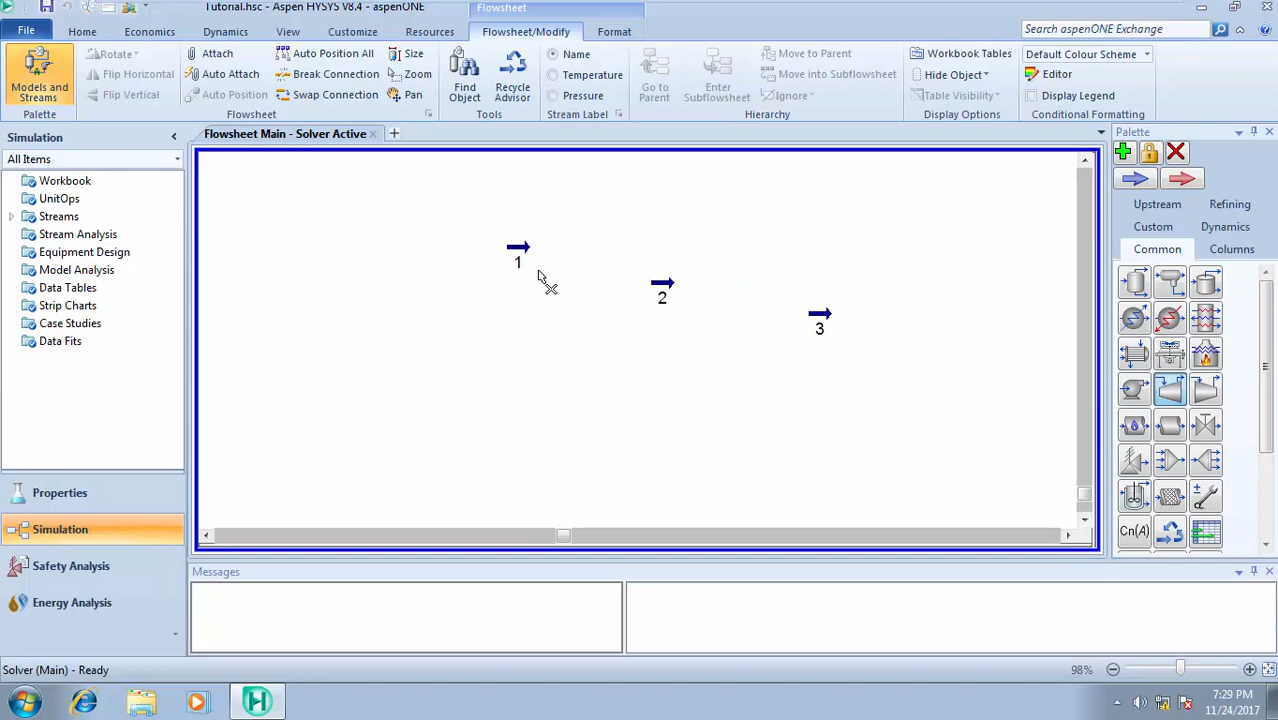 Tutorial.hsc - Aspen HYSYS V8.4 - aspenONE
Flowsheet
File
Home
Economics
Dynamics
View
Customize
Resources
Flowsheet/Modify
Format
Search aspenONE Exchange
Models and
Streams
Palette
Rotate
Flip Horizontal
Flip Vertical
Attach
Auto Attach
Auto Position
Auto Position All
Break Connection
Swap Connection
Size
Zoom
Pan
Flowsheet
Find
Object
Recycle
Advisor
Tools
Name
Temperature
Pressure
Stream Label
Go to
Parent
Enter
Subflowsheet
Move to Parent
Move into Subflowsheet
Ignore
Hierarchy
Workbook Tables
Hide Object
Table Visibility
Display Options
Default Colour Scheme
Editor
Display Legend
Conditional Formatting
Simulation
All Items
Workbook
UnitOps
Streams
Stream Analysis
Equipment Design
Model Analysis
Data Tables
Strip Charts
Case Studies
Data Fits
Properties
Simulation
Safety Analysis
Energy Analysis
Flowsheet Main - Solver Active
1
2
3
Palette
Upstream
Refining
Custom
Dynamics
Common
Columns
Cn(A)
Messages
Solver (Main) - Ready
98%
7:29 PM
11/24/2017